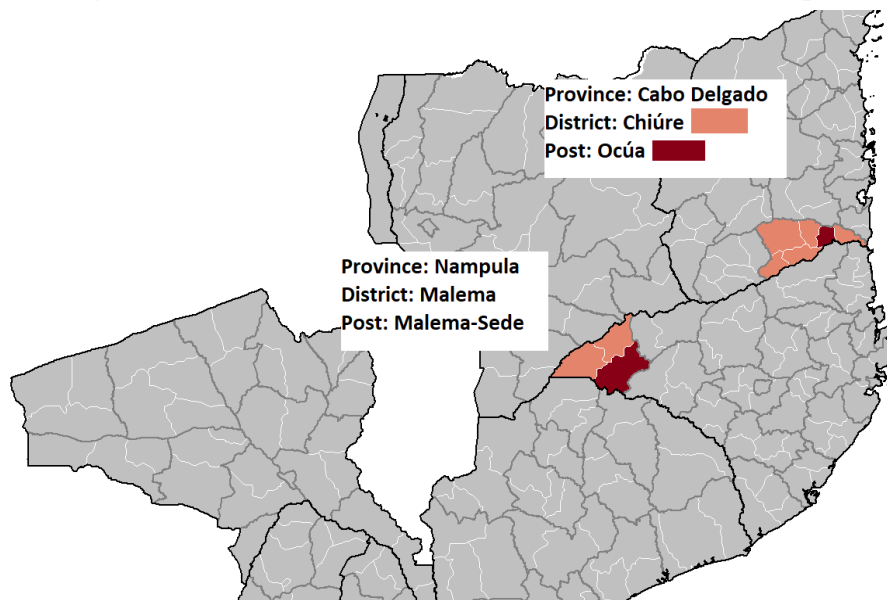 Province: Cabo Delgado
District: Chiúre
Post: Ocúa
Province: Nampula
District: Malema
Post: Malema-Sede